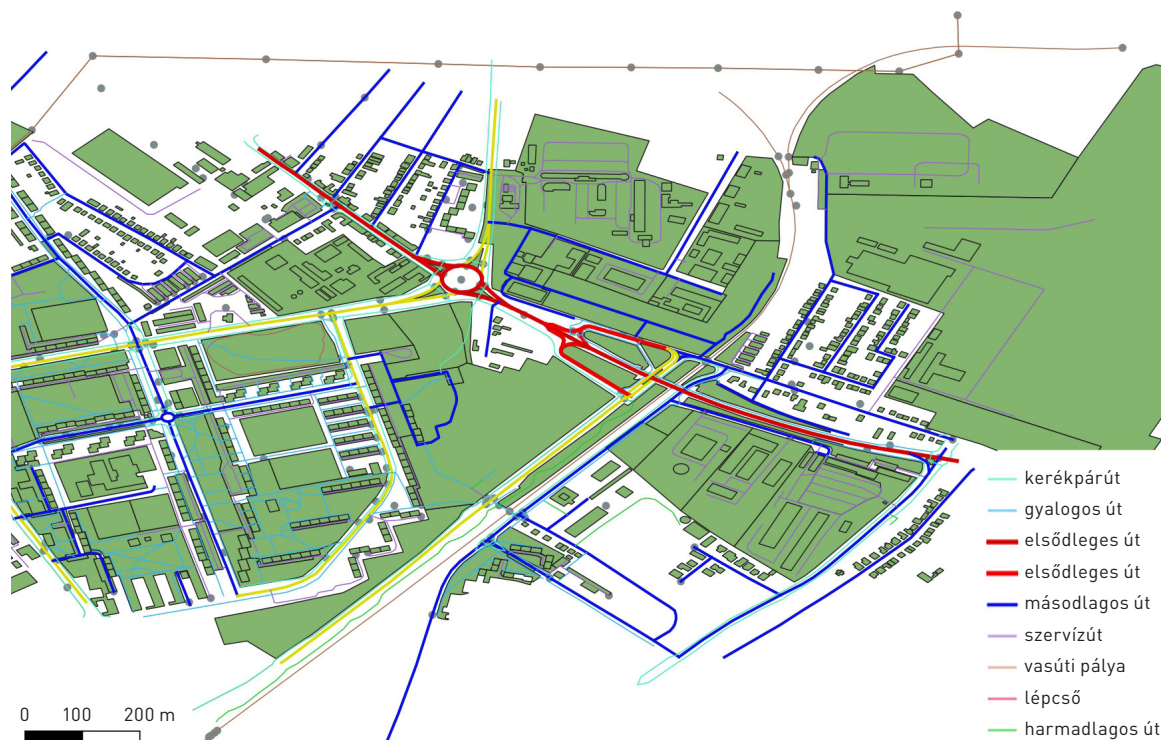 kerékpárút
gyalogos út
elsődleges út
elsődleges út
másodlagos út
szervízút
vasúti pálya
lépcső
harmadlagos út
0 100 200 m